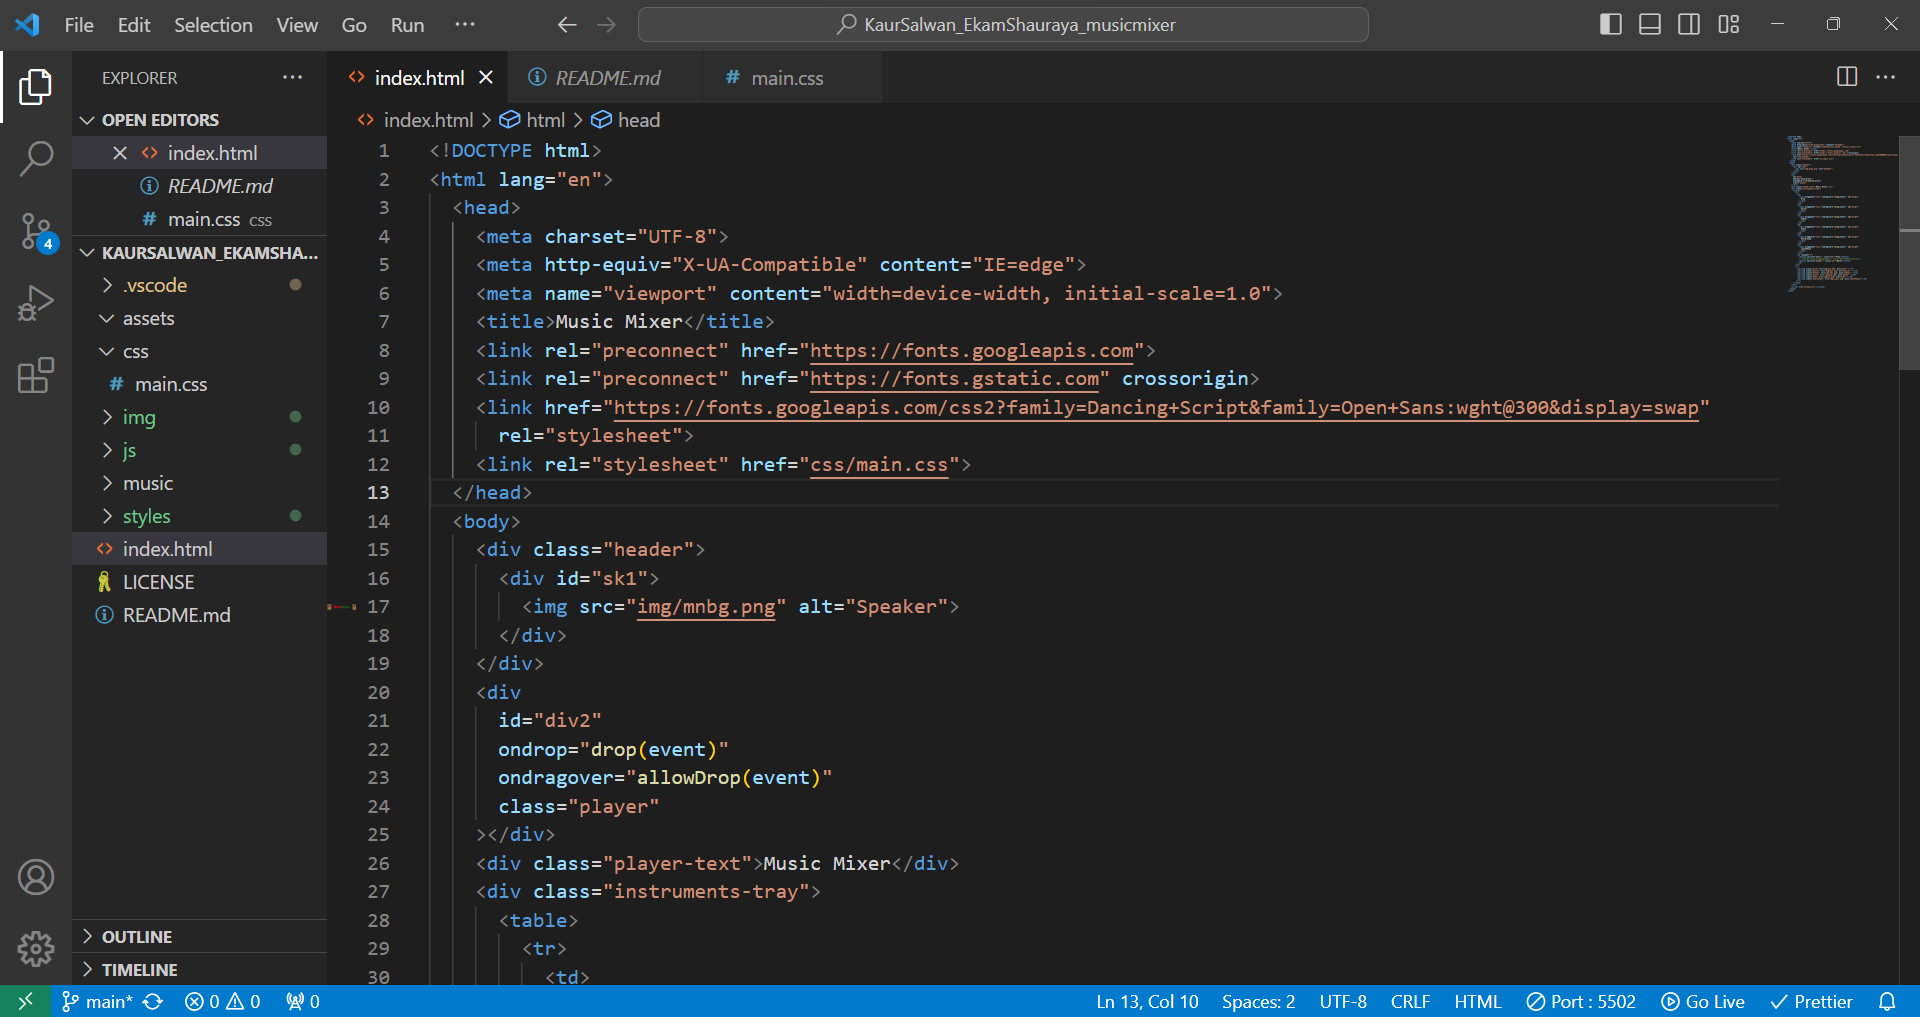 File Edit Selection View Go Run ··· KaurSalwan_EkamShauraya_musicmixer
EXPLORER ···
OPEN EDITORS
index.html
README.md
main.css css
4
KAURSALWAN_EKAMSHA...
.vscode
assets
css
# main.css
img
js
music
styles
index.html
LICENSE
README.md
OUTLINE
TIMELINE
index.html README.md # main.css
index.html > html > head
1 <!DOCTYPE html>
2 <html lang="en">
3 <head>
4 <meta charset="UTF-8">
5 <meta http-equiv="X-UA-Compatible" content="IE=edge">
6 <meta name="viewport" content="width=device-width, initial-scale=1.0">
7 <title>Music Mixer</title>
8 <link rel="preconnect" href="https://fonts.googleapis.com">
9 <link rel="preconnect" href="https://fonts.gstatic.com" crossorigin>
10 <link href="https://fonts.googleapis.com/css2?family=Dancing+Script&family=Open+Sans:wght@300&display=swap"
11 rel="stylesheet">
12 <link rel="stylesheet" href="css/main.css">
13 </head>
14 <body>
15 <div class="header">
16 <div id="sk1">
17 <img src="img/mnbg.png" alt="Speaker">
18 </div>
19 </div>
20 <div
21 id="div2"
22 ondrop="drop(event)"
23 ondragover="allowDrop(event)"
24 class="player"
25 ></div>
26 <div class="player-text">Music Mixer</div>
27 <div class="instruments-tray">
28 <table>
29 <tr>
30 <td>
main* 0 0 0 Ln 13, Col 10 Spaces: 2 UTF-8 CRLF HTML Port : 5502 Go Live Prettier